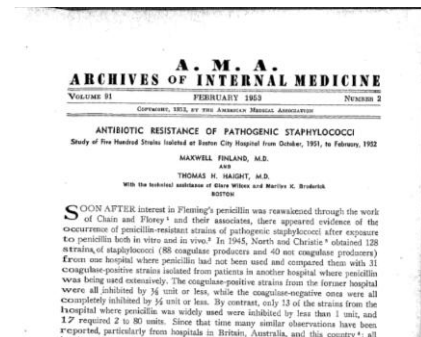 A. M. A.
ARCHIVES OF INTERNAL MEDICINE
VOLUME 91 FEBRUARY 1953 NUMBER 2
COPYRIGHT, 1953, BY THE AMERICAN MEDICAL ASSOCIATION
ANTIBIOTIC RESISTANCE OF PATHOGENIC STAPHYLOCOCCI
Study of Five Hundred Strains Isolated at Boston City Hospital from October, 1951, to February, 1952
MAXWELL FINLAND, M.D.
AND
THOMAS H. HAIGHT, M.D.
With the technical assistance of Clare Wilcox and Marilyn K. Broderick
BOSTON
SOON AFTER interest in Fleming's penicillin was reawakened through the work
of Chain and Florey ¹ and their associates, there appeared evidence of the
occurrence of penicillin-resistant strains of pathogenic staphylococci after exposure
to penicillin both in vitro and in vivo.² In 1945, North and Christie ³ obtained 128
strains of staphylococci (88 coagulase producers and 40 not coagulase producers)
from one hospital where penicillin had not been used and compared them with 31
coagulase-positive strains isolated from patients in another hospital where penicillin
was being used extensively. The coagulase-positive strains from the former hospital
were all inhibited by unit or less, while the coagulase-negative ones were all
completely inhibited by ½ unit or less. By contrast, only 13 of the strains from the
hospital where penicillin was widely used were inhibited by less than 1 unit, and
17 required 2 to 80 units. Since that time many similar observations have been
reported, particularly from hospitals in Britain, Australia, and this country ⁴; all